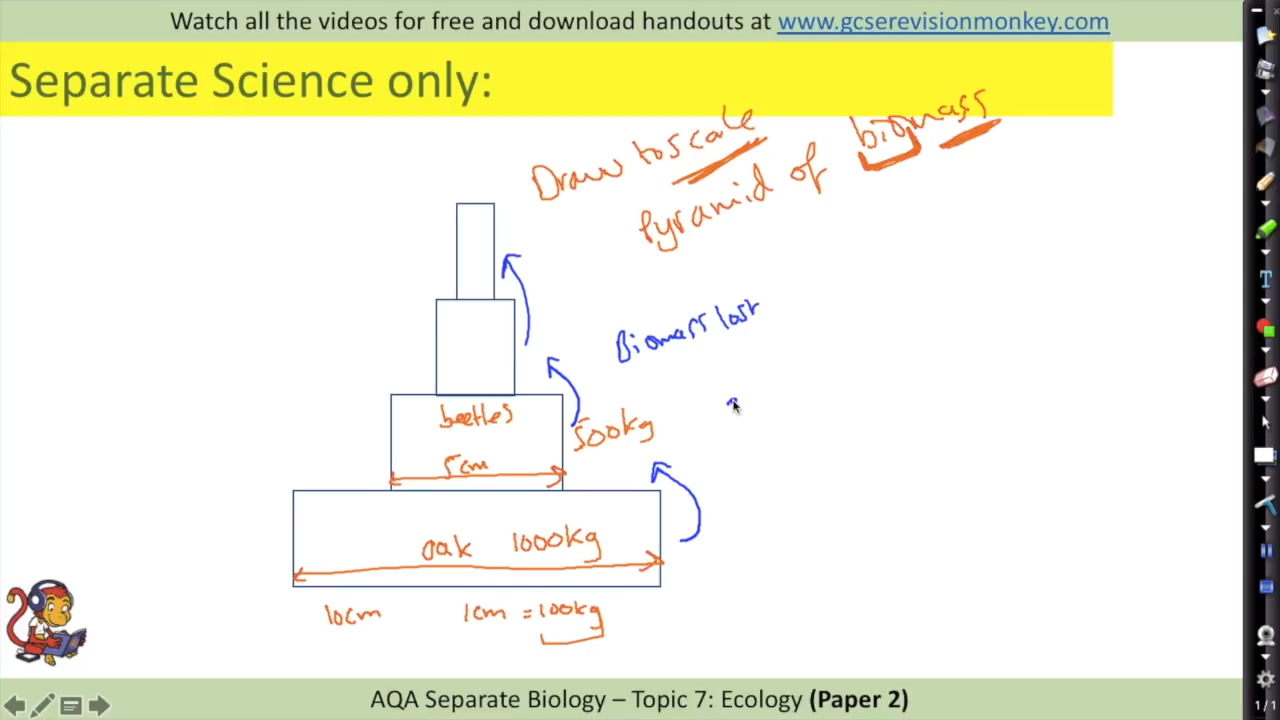 Watch all the videos for free and download handouts at www.gcserevisionmonkey.com
Separate Science only:
Draw to scale
Pyramid of biomass
Biomass lost
beetles
500kg
5cm
oak 1000kg
10cm 1cm = 100kg
AQA Separate Biology – Topic 7: Ecology (Paper 2)
1/1